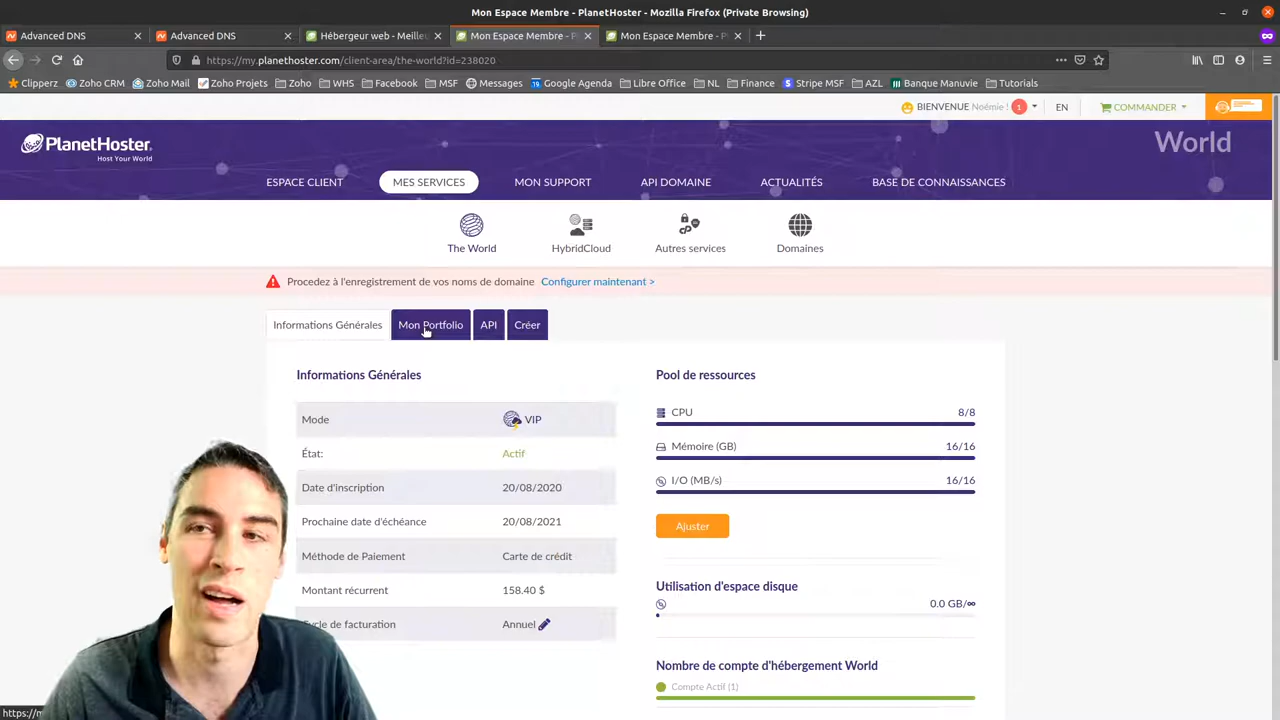 Mon Espace Membre - PlanetHoster - Mozilla Firefox (Private Browsing)
Advanced DNS
Advanced DNS
Hébergeur web - Meilleu
Mon Espace Membre - P
Mon Espace Membre - P
https://my.planethoster.com/client-area/the-world?id=238020
Clipperz
Zoho CRM
Zoho Mail
Zoho Projets
Zoho
WHS
Facebook
MSF
Messages
Google Agenda
Libre Office
NL
Finance
Stripe MSF
AZL
Banque Manuvie
Tutorials
BIENVENUE Noémie ! 1
EN
COMMANDER
PlanetHoster.
Host Your World
World
ESPACE CLIENT
MES SERVICES
MON SUPPORT
API DOMAINE
ACTUALITÉS
BASE DE CONNAISSANCES
The World
HybridCloud
Autres services
Domaines
Procedez à l'enregistrement de vos noms de domaine Configurer maintenant >
Informations Générales
Mon Portfolio
API
Créer
Informations Générales
Mode VIP
État: Actif
Date d'inscription 20/08/2020
Prochaine date d'échéance 20/08/2021
Méthode de Paiement Carte de crédit
Montant récurrent 158.40 $
de facturation Annuel
Pool de ressources
CPU 8/8
Mémoire (GB) 16/16
I/O (MB/s) 16/16
Ajuster
Utilisation d'espace disque
0.0 GB/∞
Nombre de compte d'hébergement World
Compte Actif (1)
https://m